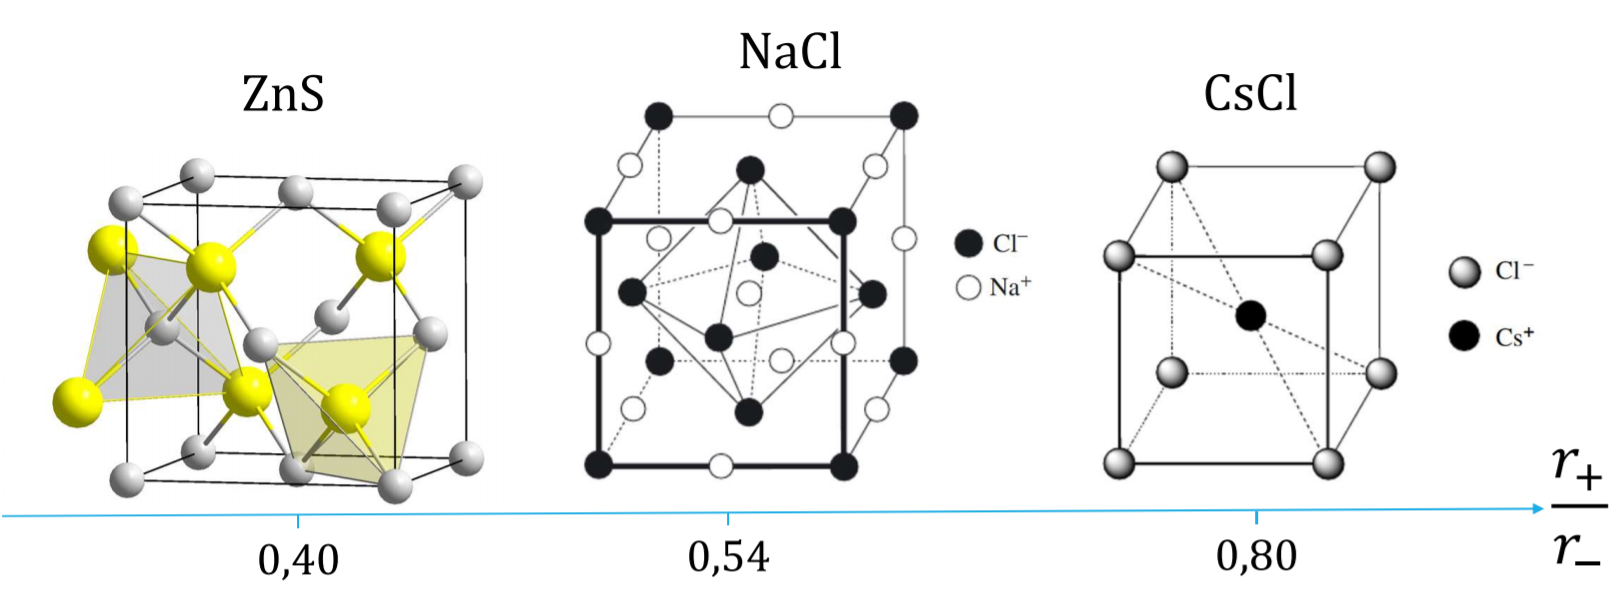 ZnS
NaCl
CsCl
Cl⁻
Na⁺
Cl⁻
Cs⁺
0,40
0,54
0,80
r₊
r₋